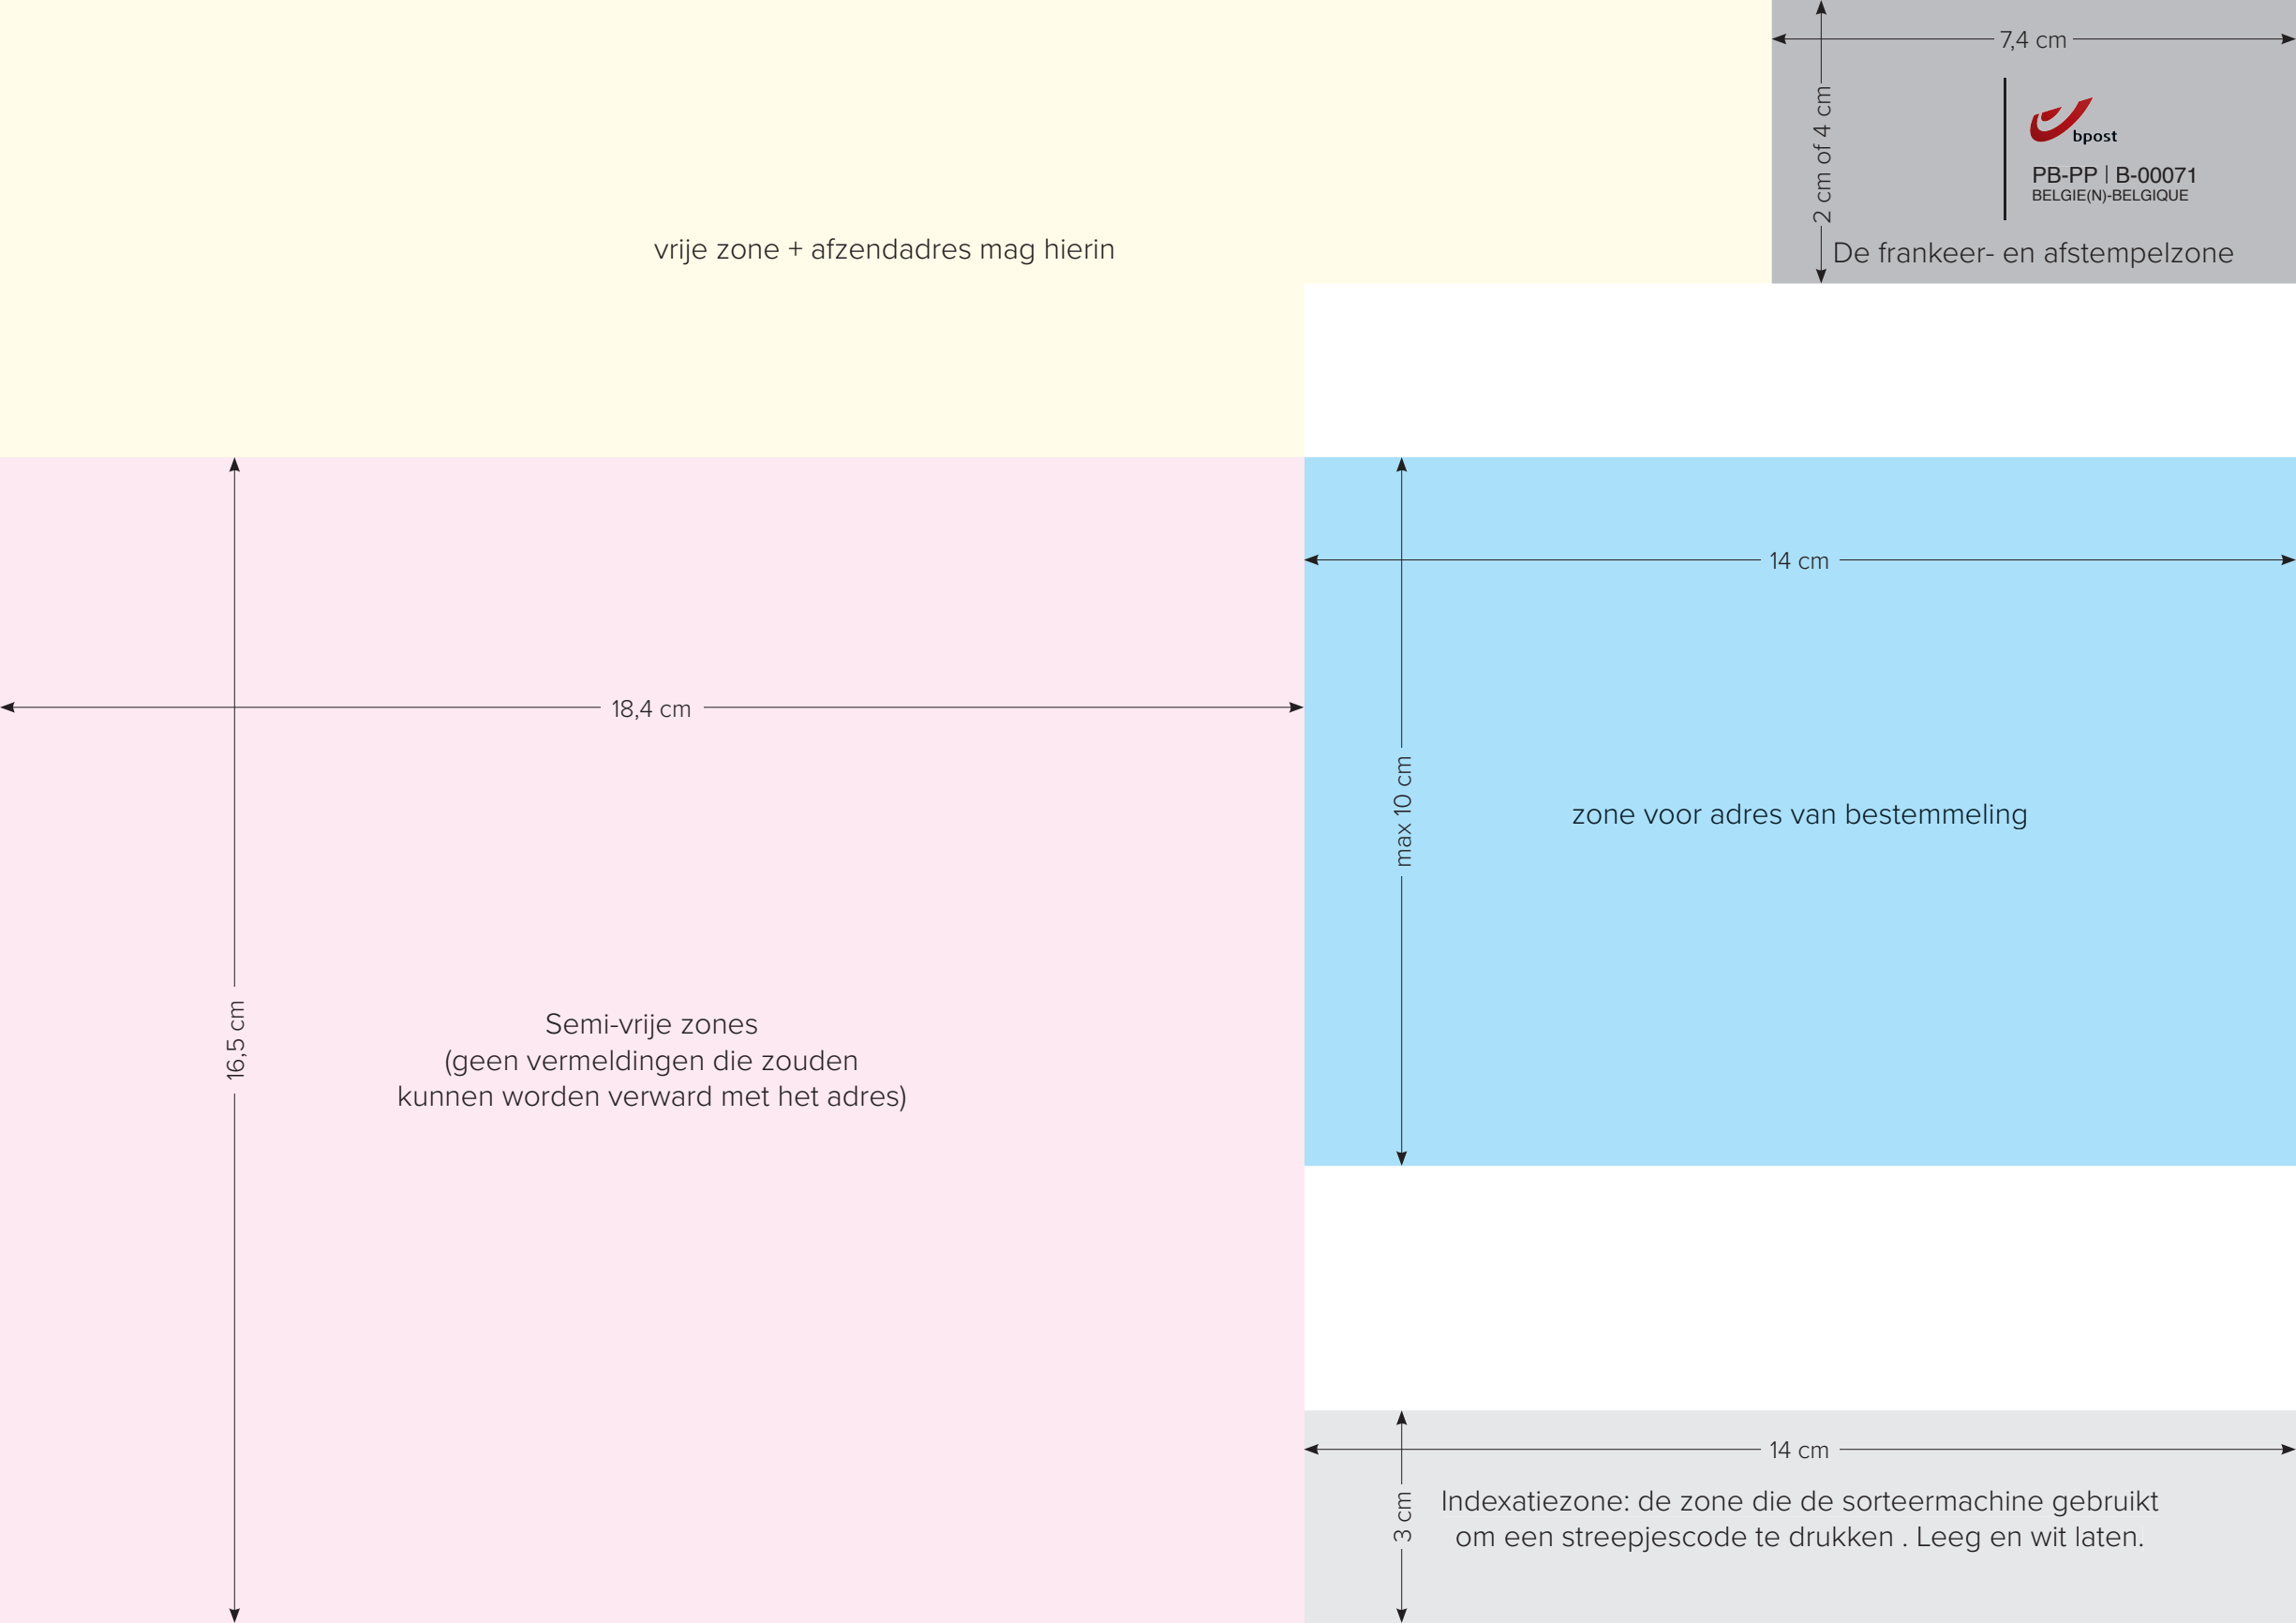 7,4 cm
2 cm of 4 cm
bpost
PB-PP | B-00071
BELGIE(N)-BELGIQUE
De frankeer- en afstempelzone
vrije zone + afzendadres mag hierin
14 cm
18,4 cm
max 10 cm
zone voor adres van bestemmeling
16,5 cm
Semi-vrije zones
(geen vermeldingen die zouden
kunnen worden verward met het adres)
14 cm
3 cm
Indexatiezone: de zone die de sorteermachine gebruikt
om een streepjescode te drukken . Leeg en wit laten.